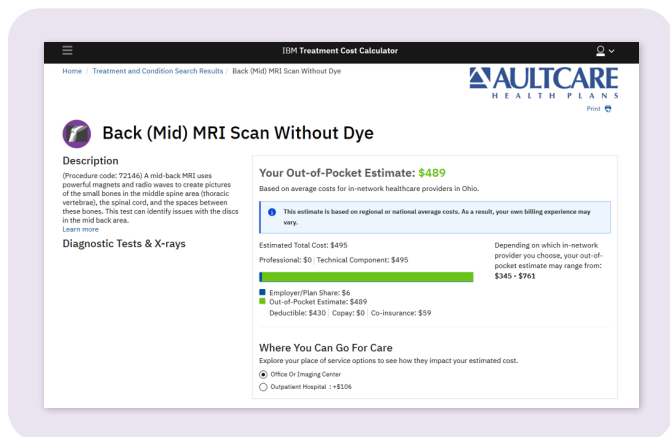 IBM Treatment Cost Calculator
Home / Treatment and Condition Search Results / Back (Mid) MRI Scan Without Dye
AULTCARE
HEALTH PLANS
Print
Back (Mid) MRI Scan Without Dye
Description
(Procedure code: 72146) A mid-back MRI uses
powerful magnets and radio waves to create pictures
of the small bones in the middle spine area (thoracic
vertebrae), the spinal cord, and the spaces between
these bones. This test can identify issues with the discs
in the mid back area.
Learn more
Diagnostic Tests & X-rays
Your Out-of-Pocket Estimate: $489
Based on average costs for in-network healthcare providers in Ohio.
This estimate is based on regional or national average costs. As a result, your own billing experience may
vary.
Estimated Total Cost: $495
Professional: $0 | Technical Component: $495
Employer/Plan Share: $6
Out-of-Pocket Estimate: $489
Deductible: $430 | Copay: $0 | Co-insurance: $59
Depending on which in-network
provider you choose, your out-of-
pocket estimate may range from:
$345 - $761
Where You Can Go For Care
Explore your place of service options to see how they impact your estimated cost.
Office Or Imaging Center
Outpatient Hospital : +$106